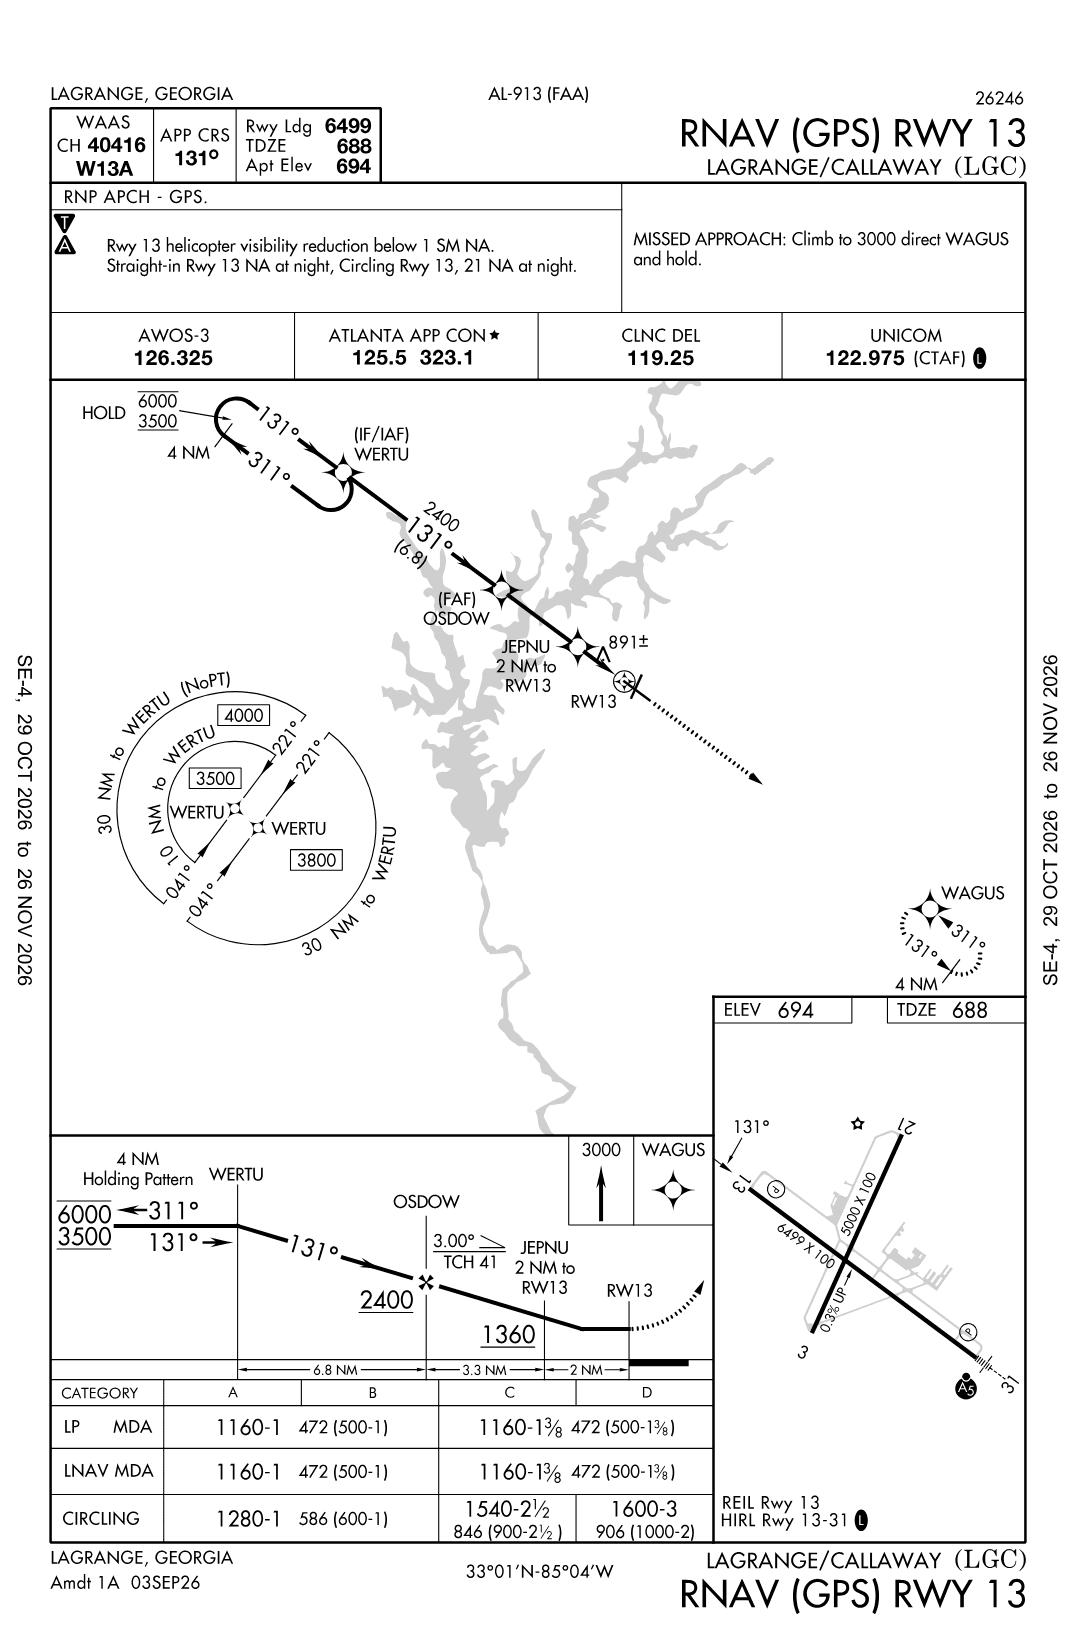 LAGRANGE, GEORGIA
AL-913 (FAA)
26246
WAAS
CH 40416
W13A
APP CRS
131°
Rwy Ldg 6499
TDZE 688
Apt Elev 694
RNAV (GPS) RWY 13
LAGRANGE/CALLAWAY (LGC)
RNP APCH - GPS.
T
A
Rwy 13 helicopter visibility reduction below 1 SM NA.
Straight-in Rwy 13 NA at night, Circling Rwy 13, 21 NA at night.
MISSED APPROACH: Climb to 3000 direct WAGUS
and hold.
AWOS-3
126.325
ATLANTA APP CON★
125.5 323.1
CLNC DEL
119.25
UNICOM
122.975 (CTAF) L
HOLD
6000
3500
4 NM
131°
311°
(IF/IAF)
WERTU
2400
131°
(6.8)
(FAF)
OSDOW
JEPNU
2 NM to
RW13
891±
RW13
30 NM to WERTU (NoPT)
4000
10 NM to WERTU
3500
221°
221°
WERTU
WERTU
3800
041°
041°
30 NM to WERTU
WAGUS
311°
131°
4 NM
SE-4, 29 OCT 2026 to 26 NOV 2026
SE-4, 29 OCT 2026 to 26 NOV 2026
ELEV 694
TDZE 688
131°
13
21
P
5000 X 100
6499 X 100
0.3% UP
3
P
31
A5
REIL Rwy 13
HIRL Rwy 13-31 L
4 NM
Holding Pattern
WERTU
6000
3500
311°
131°
131°
OSDOW
2400
3.00°
TCH 41
JEPNU
2 NM to
RW13
1360
RW13
3000
WAGUS
6.8 NM
3.3 NM
2 NM
CATEGORY A B C D
LP MDA 1160-1 472 (500-1) 1160-1⅜ 472 (500-1⅜)
LNAV MDA 1160-1 472 (500-1) 1160-1⅜ 472 (500-1⅜)
CIRCLING 1280-1 586 (600-1) 1540-2½ 846 (900-2½) 1600-3 906 (1000-2)
LAGRANGE, GEORGIA
Amdt 1A 03SEP26
33°01'N-85°04'W
LAGRANGE/CALLAWAY (LGC)
RNAV (GPS) RWY 13